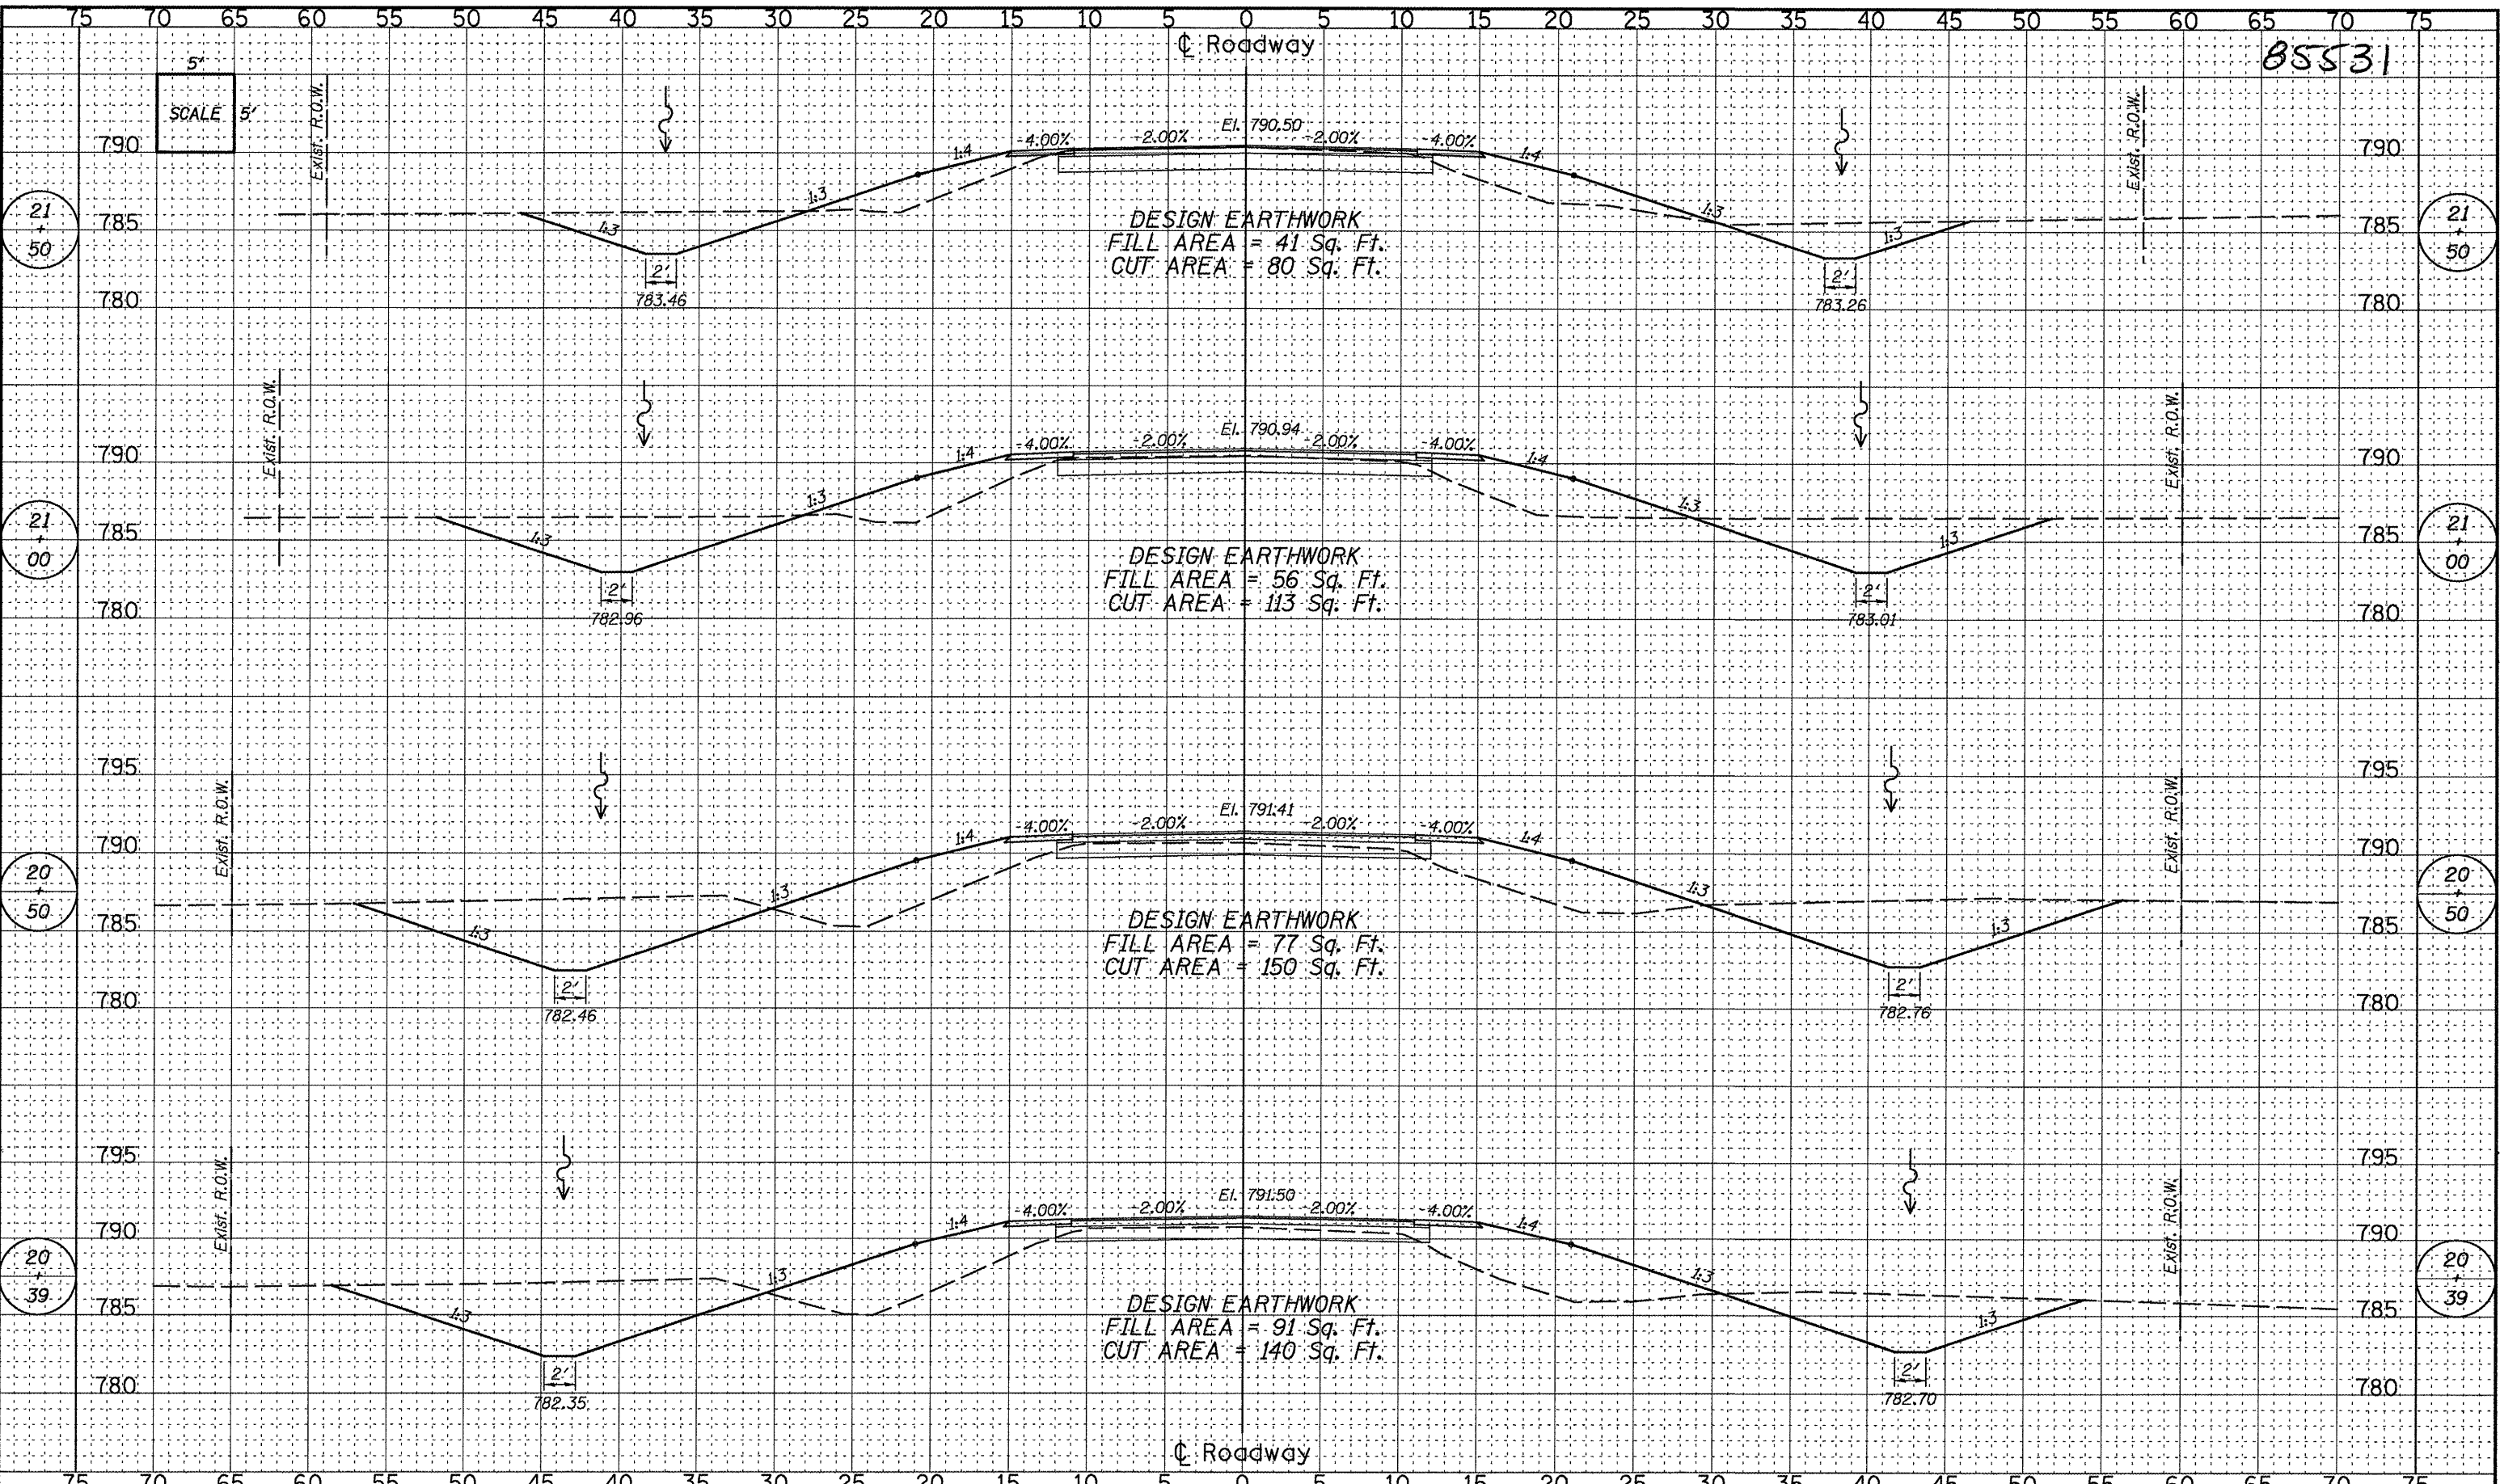 75 70 65 60 55 50 45 40 35 30 25 20 15 10 5 0 5 10 15 20 25 30 35 40 45 50 55 60 65 70 75
℄ Roadway
85531
5'
SCALE 5'
Exist. R.O.W.
Exist. R.O.W.
El. 790.50
-4.00% -2.00% -2.00% -4.00%
790 1:4 1:4 790
1:3 1:3
21 + 50 785 1:3 1:3 785 21 + 50
DESIGN EARTHWORK
FILL AREA = 41 Sq. Ft.
CUT AREA = 80 Sq. Ft.
2' 2'
783.46 783.26
780 780
Exist. R.O.W.
Exist. R.O.W.
El. 790.94
-4.00% -2.00% -2.00% -4.00%
790 1:4 1:4 790
1:3 1:3
21 + 00 785 1:3 1:3 785 21 + 00
DESIGN EARTHWORK
FILL AREA = 56 Sq. Ft.
CUT AREA = 113 Sq. Ft.
2' 2'
782.96 783.01
780 780
795 795
Exist. R.O.W.
Exist. R.O.W.
El. 791.41
-4.00% -2.00% -2.00% -4.00%
790 1:4 1:4 790
1:3 1:3
20 + 50 785 1:3 1:3 785 20 + 50
DESIGN EARTHWORK
FILL AREA = 77 Sq. Ft.
CUT AREA = 150 Sq. Ft.
2' 2'
782.46 782.76
780 780
795 795
Exist. R.O.W.
Exist. R.O.W.
El. 791.50
-4.00% -2.00% -2.00% -4.00%
790 1:4 1:4 790
1:3 1:3
20 + 39 785 1:3 1:3 785 20 + 39
DESIGN EARTHWORK
FILL AREA = 91 Sq. Ft.
CUT AREA = 140 Sq. Ft.
2' 2'
782.35 782.70
780 780
℄ Roadway
75 70 65 60 55 50 45 40 35 30 25 20 15 10 5 0 5 10 15 20 25 30 35 40 45 50 55 60 65 70 75